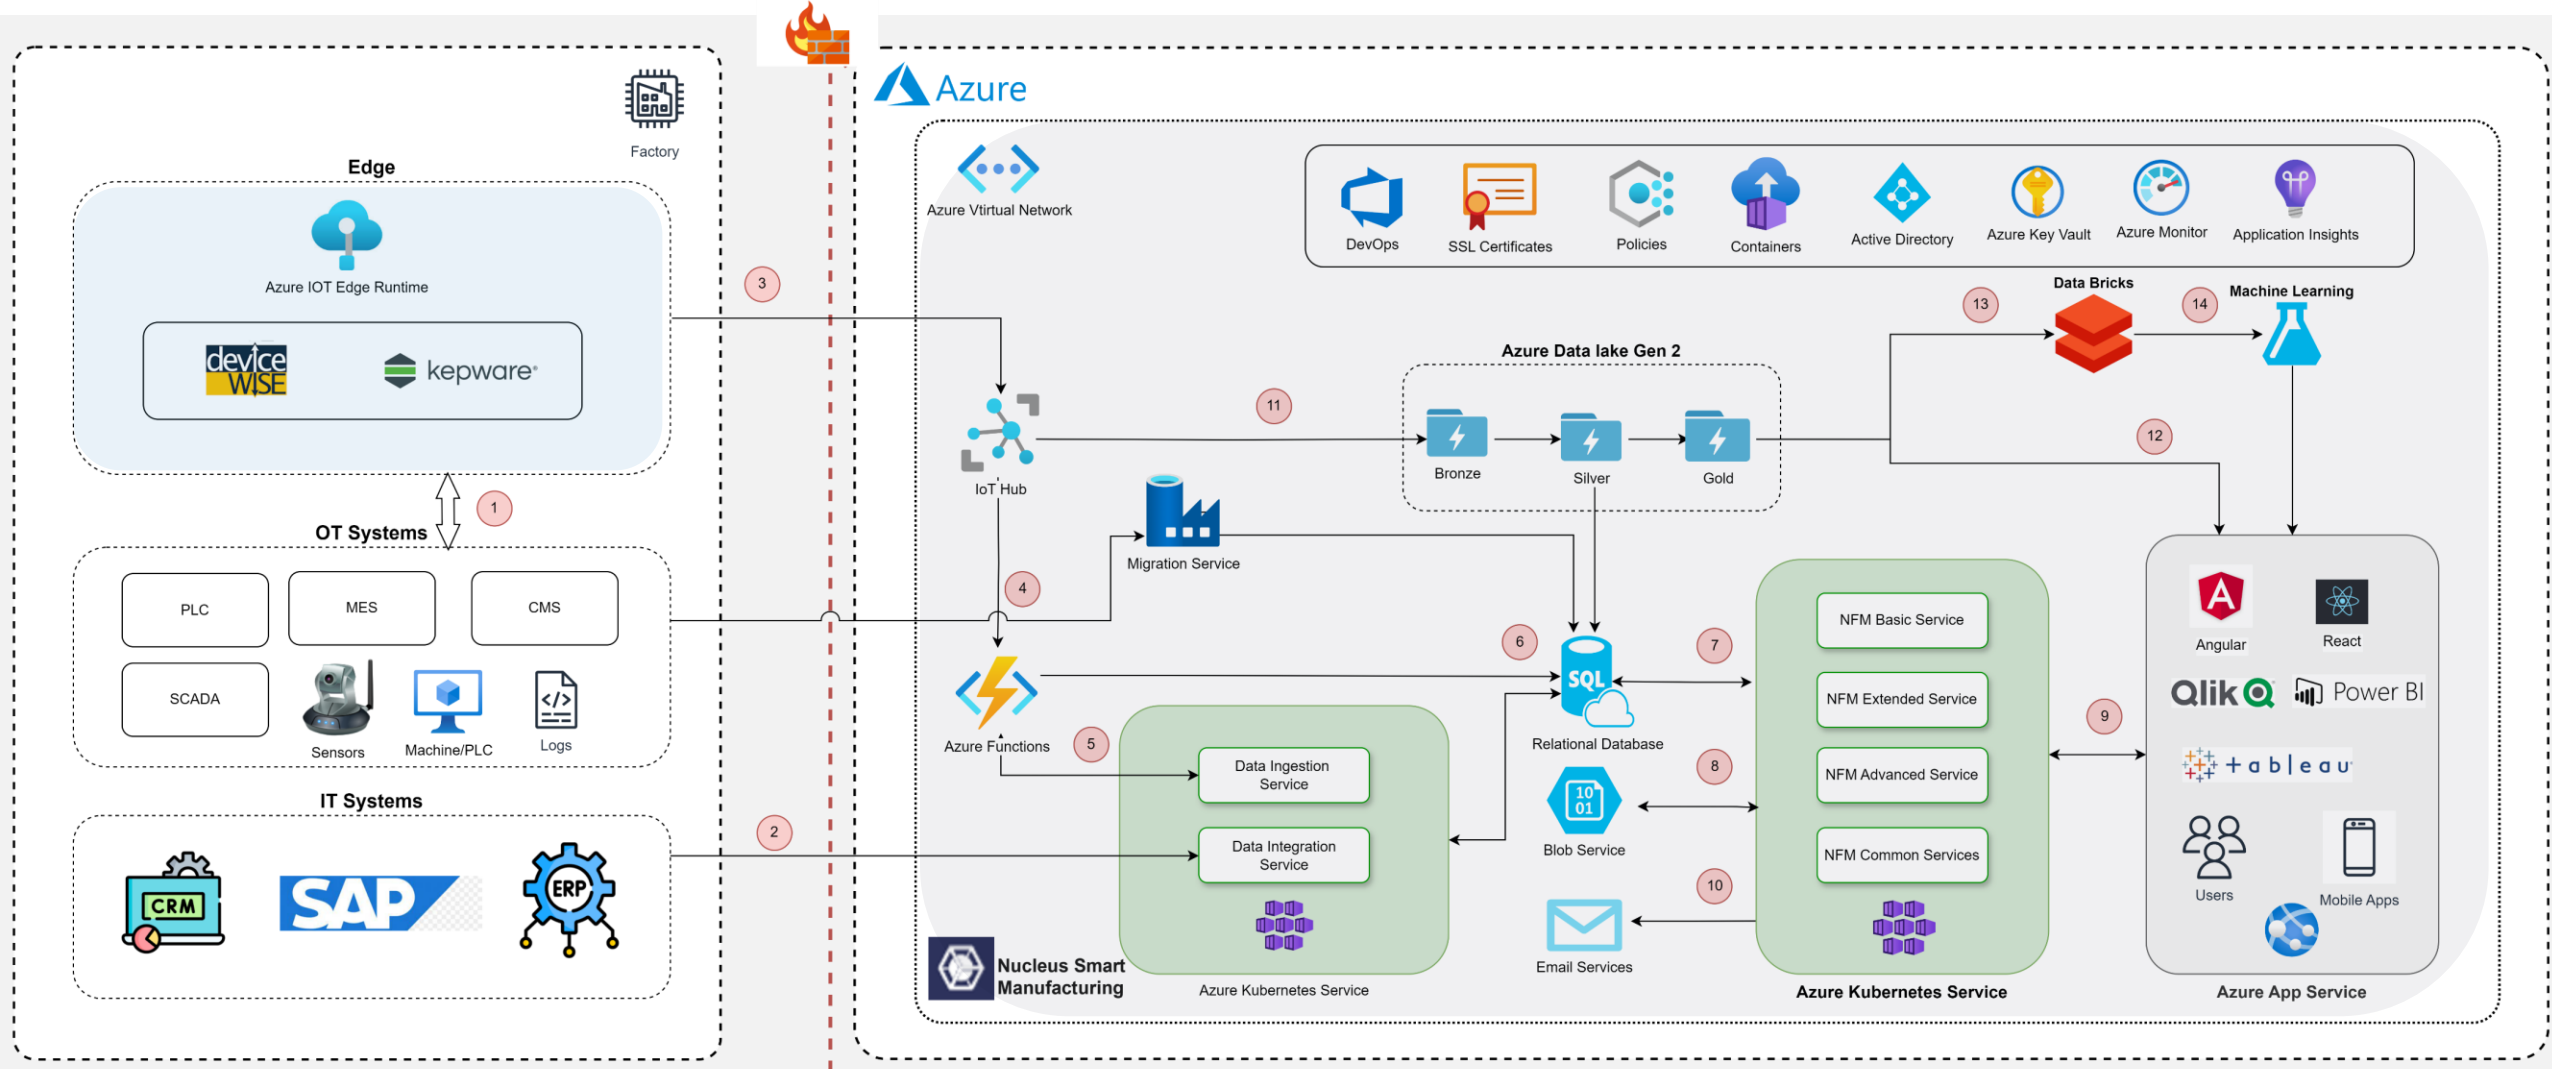 Factory
Edge
Azure IOT Edge Runtime
device
WISE
kepware
1
OT Systems
PLC
MES
CMS
SCADA
Sensors
Machine/PLC
Logs
IT Systems
CRM
SAP
ERP
2
3
Azure
Azure Vtirtual Network
DevOps
SSL Certificates
Policies
Containers
Active Directory
Azure Key Vault
Azure Monitor
Application Insights
13
Data Bricks
14
Machine Learning
Azure Data lake Gen 2
11
12
Bronze
Silver
Gold
IoT Hub
Migration Service
4
6
7
SQL
Relational Database
Azure Functions
5
Data Ingestion
Service
Data Integration
Service
Azure Kubernetes Service
Nucleus Smart
Manufacturing
8
10
01
Blob Service
10
Email Services
NFM Basic Service
NFM Extended Service
NFM Advanced Service
NFM Common Services
Azure Kubernetes Service
9
Angular
React
Qlik
Power BI
+ableau
Users
Mobile Apps
Azure App Service